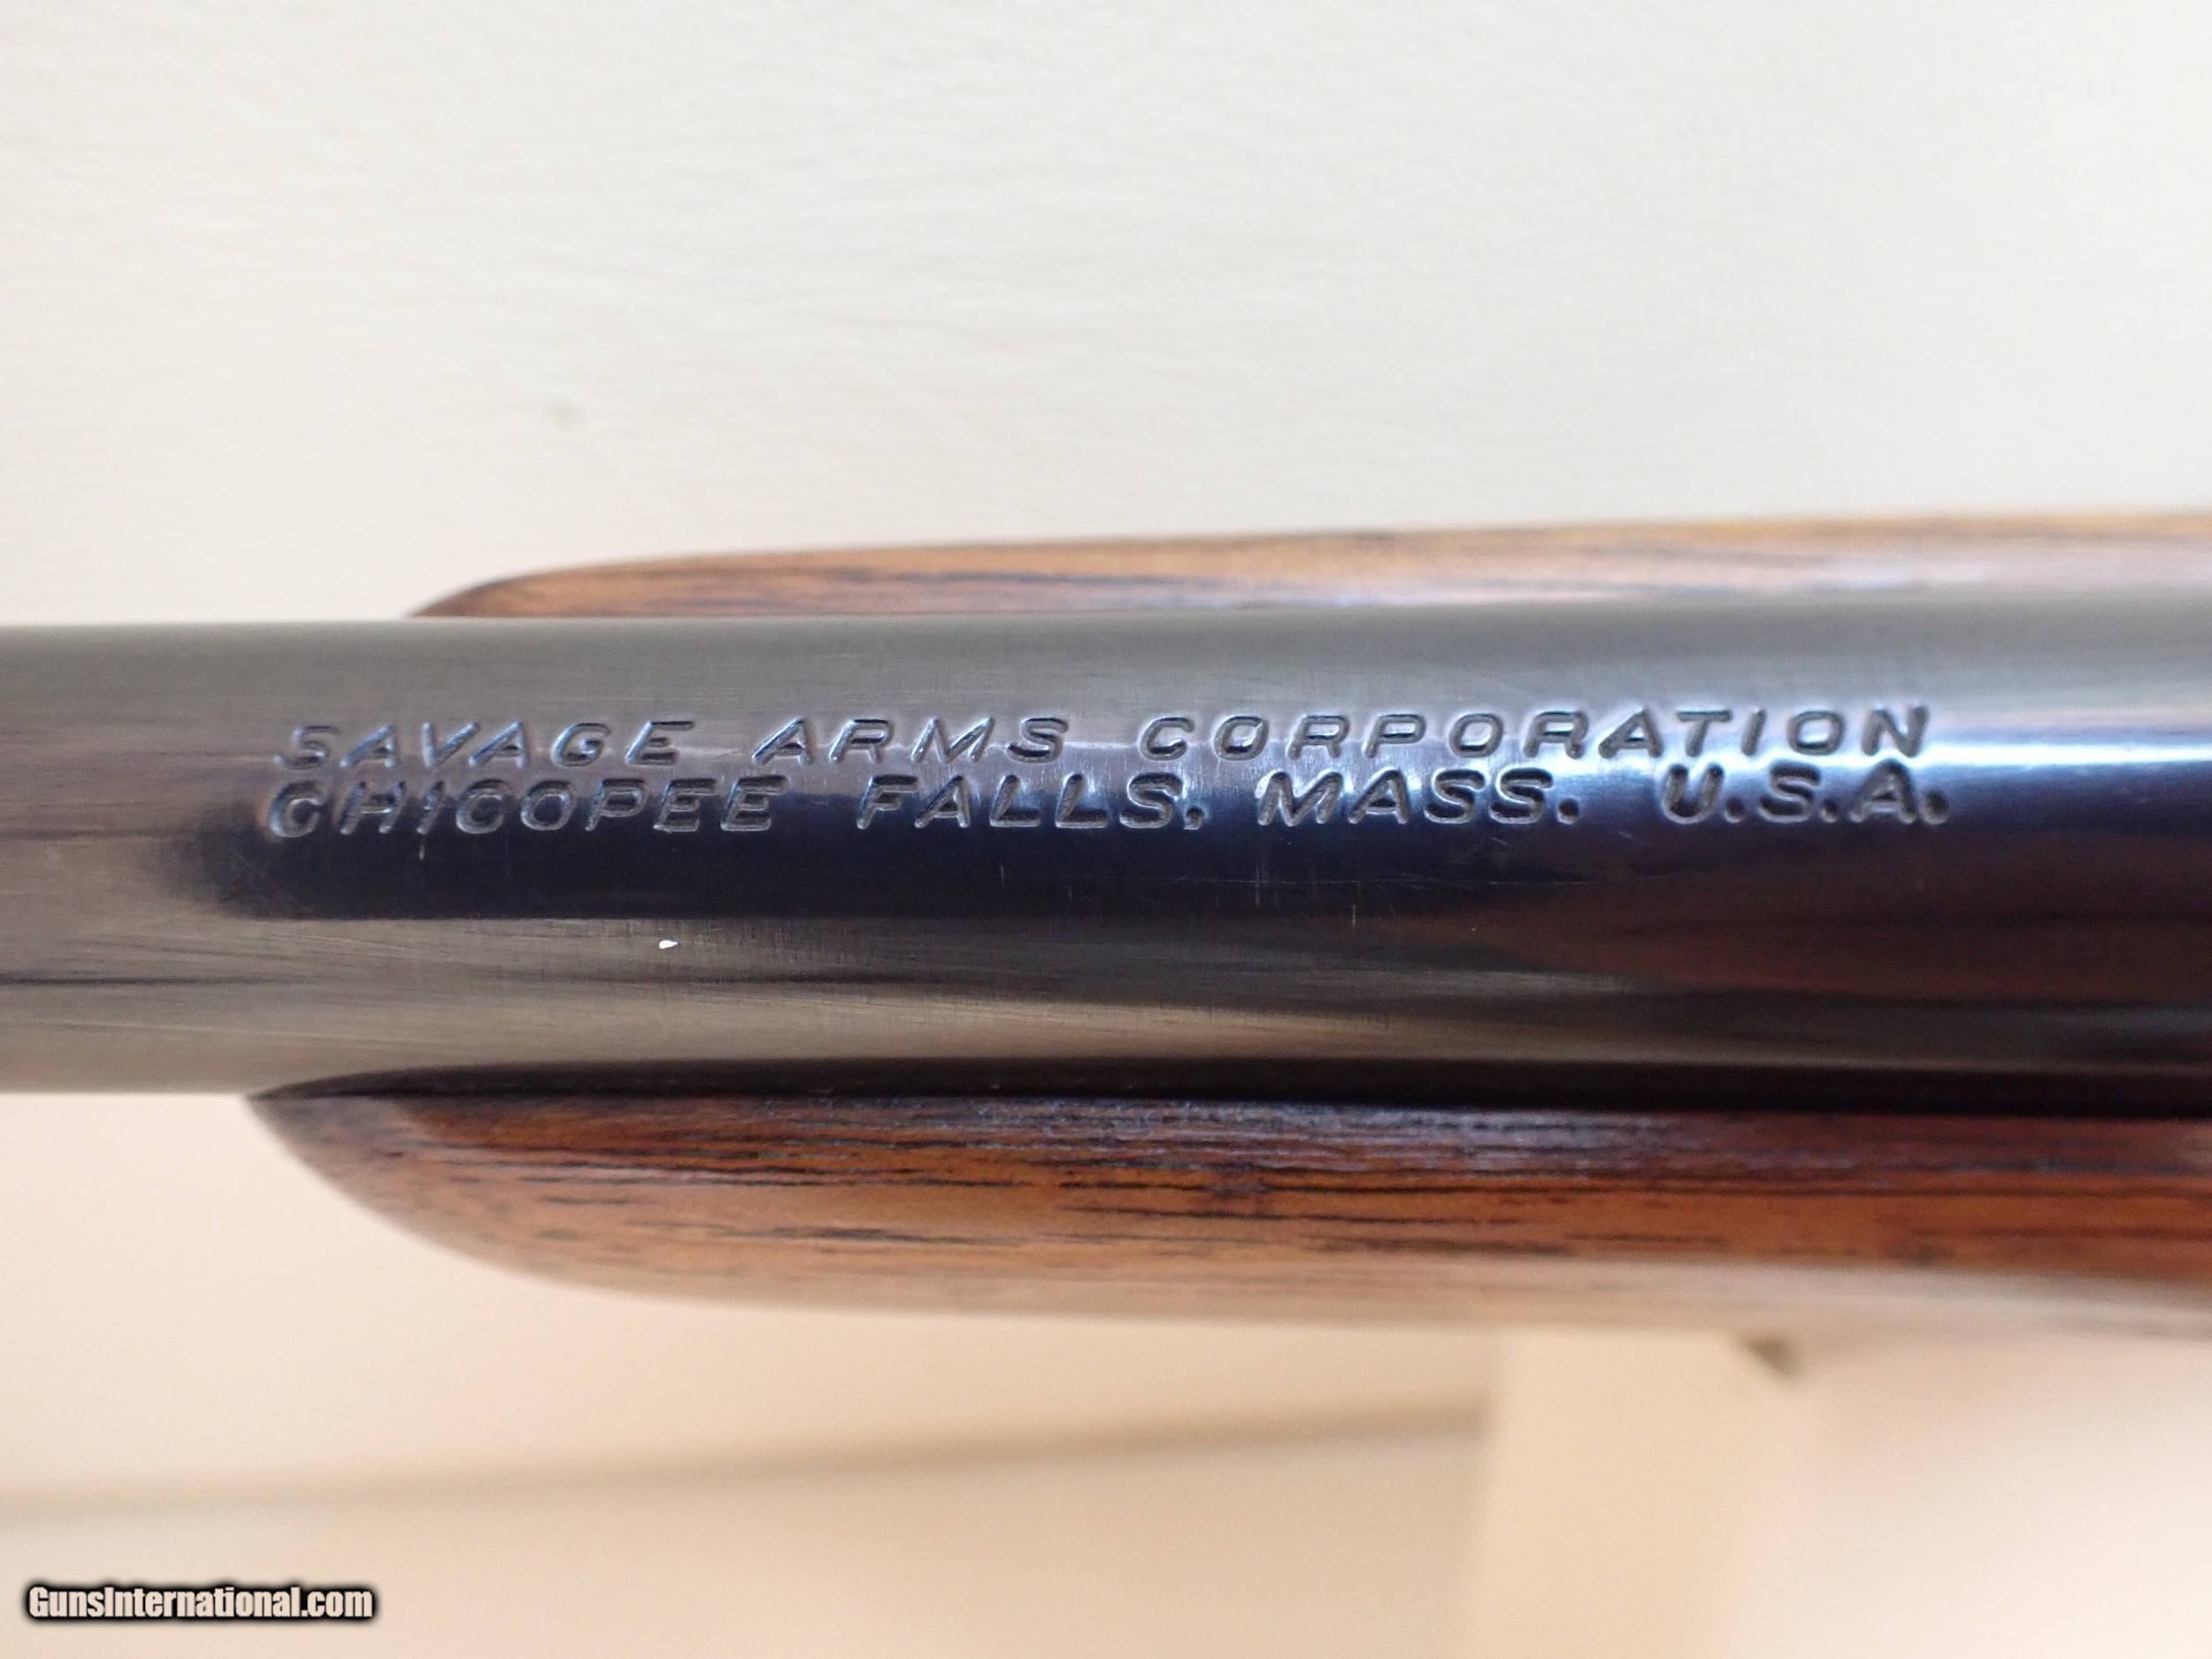 SAVAGE ARMS CORPORATION
CHICOPEE FALLS, MASS. U.S.A.
GunsInternational.com